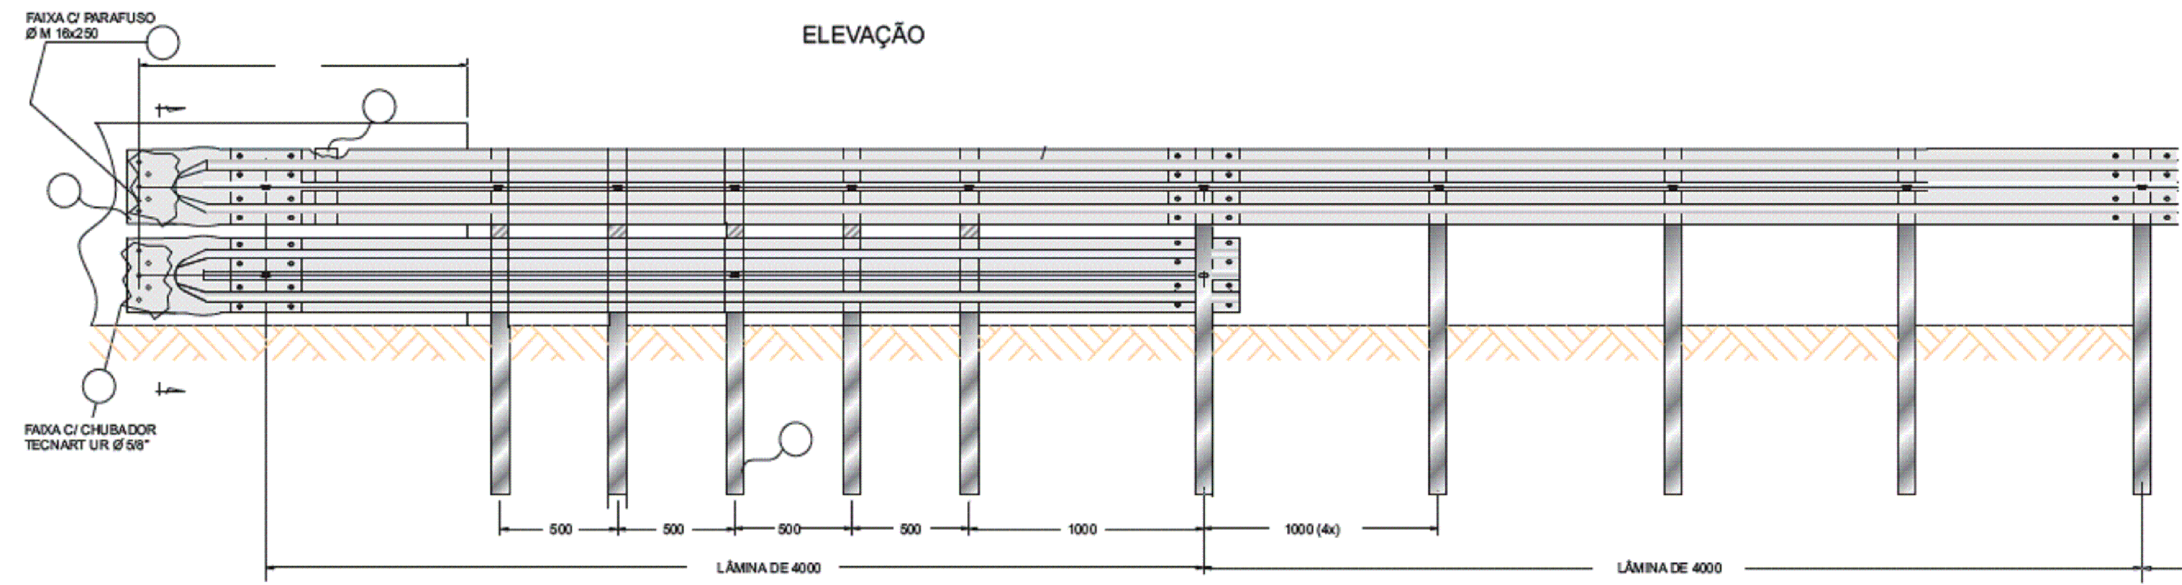 FAIXA C/ PARAFUSO
Ø M 16x250
ELEVAÇÃO
FAIXA C/ CHUBADOR
TECNART UR Ø 5/8"
500
500
500
500
1000
1000 (4x)
LÂMINA DE 4000
LÂMINA DE 4000